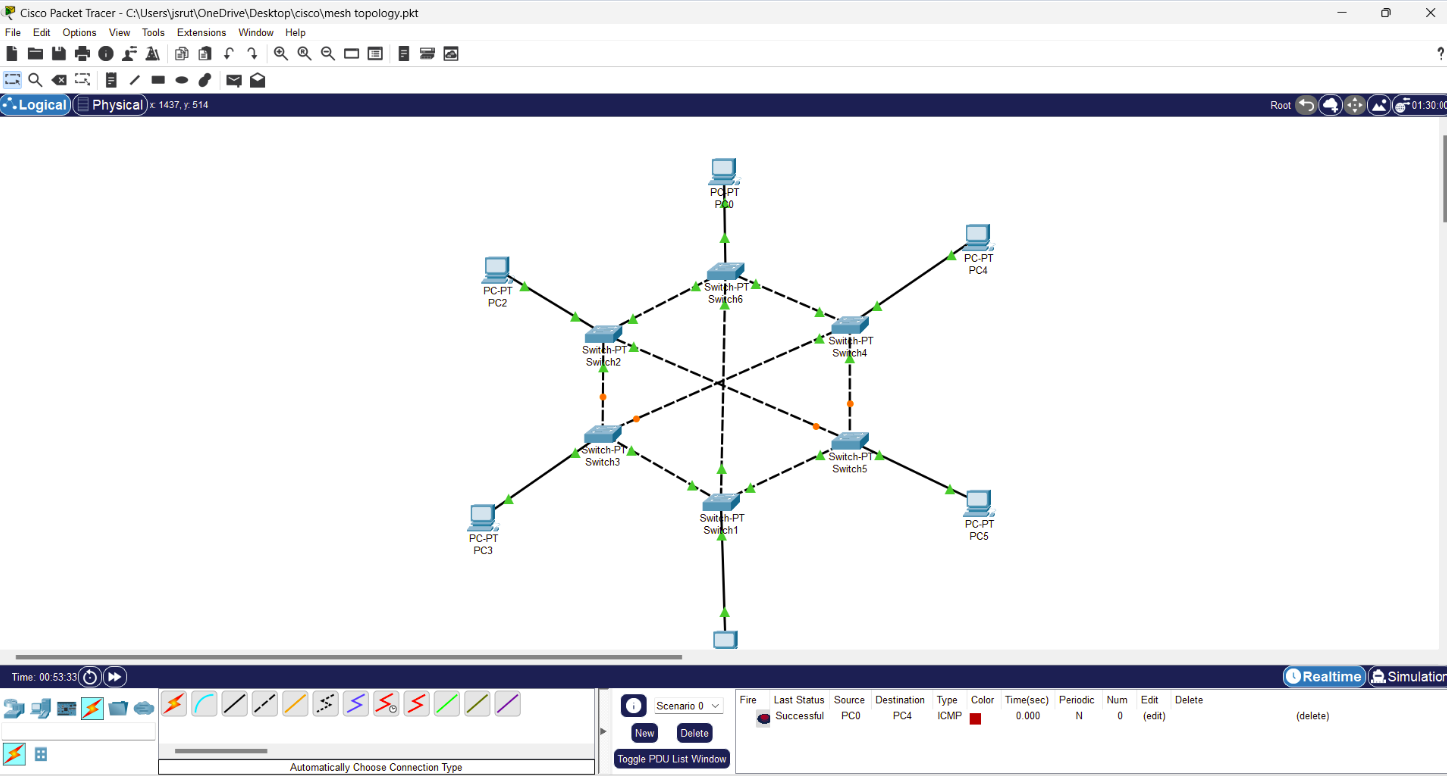 Cisco Packet Tracer - C:\Users\jsrut\OneDrive\Desktop\cisco\mesh topology.pkt
File Edit Options View Tools Extensions Window Help
?
Logical Physical x: 1437, y: 514 Root 01:30:00
PC-PT
PC0
PC-PT
PC4
PC-PT
PC2
Switch-PT
Switch6
Switch-PT
Switch4
Switch-PT
Switch2
Switch-PT
Switch3
Switch-PT
Switch5
Switch-PT
Switch1
PC-PT
PC5
PC-PT
PC3
Time: 00:53:33 Realtime Simulation
Fire Last Status Source Destination Type Color Time(sec) Periodic Num Edit Delete
Successful PC0 PC4 ICMP 0.000 N 0 (edit) (delete)
Scenario 0
New Delete
Toggle PDU List Window
Automatically Choose Connection Type